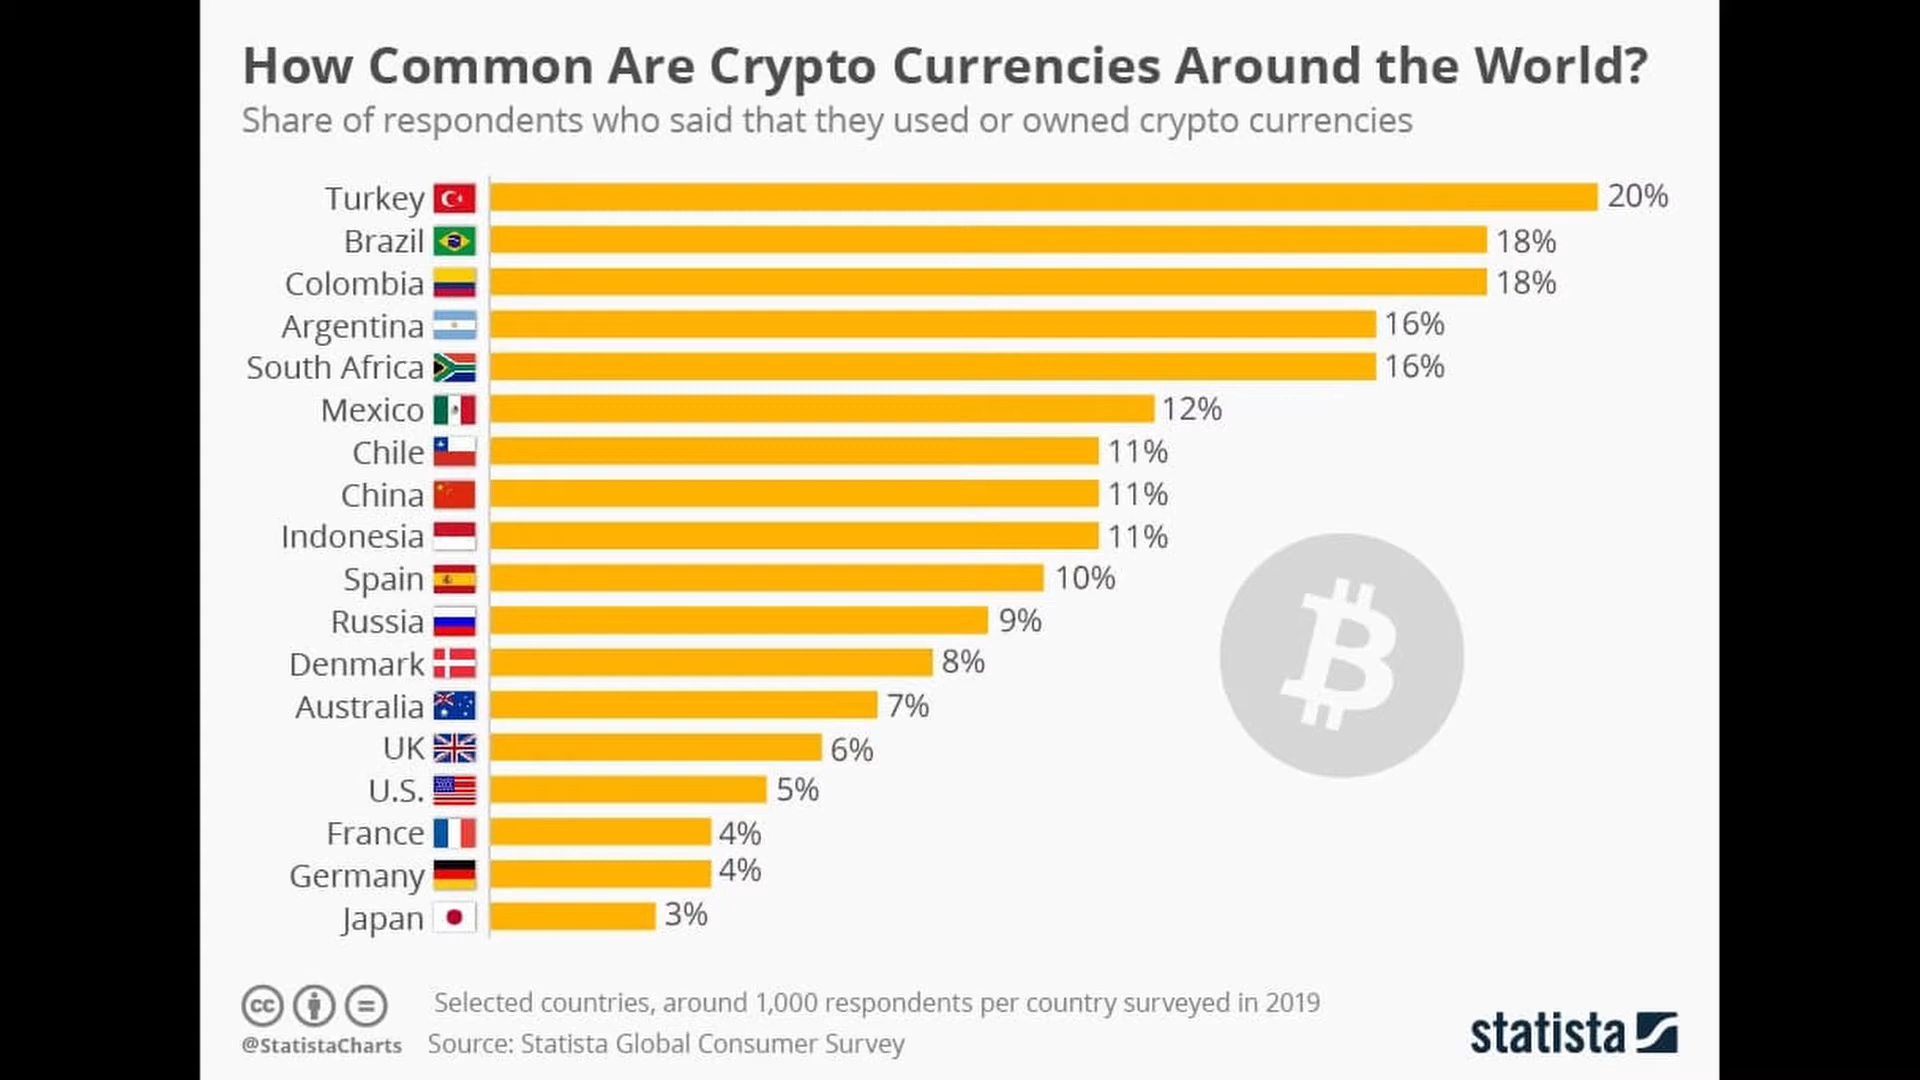 How Common Are Crypto Currencies Around the World?
Share of respondents who said that they used or owned crypto currencies
Turkey 20%
Brazil 18%
Colombia 18%
Argentina 16%
South Africa 16%
Mexico 12%
Chile 11%
China 11%
Indonesia 11%
Spain 10%
Russia 9%
Denmark 8%
Australia 7%
UK 6%
U.S. 5%
France 4%
Germany 4%
Japan 3%
cc
Selected countries, around 1,000 respondents per country surveyed in 2019
@StatistaCharts Source: Statista Global Consumer Survey
statista